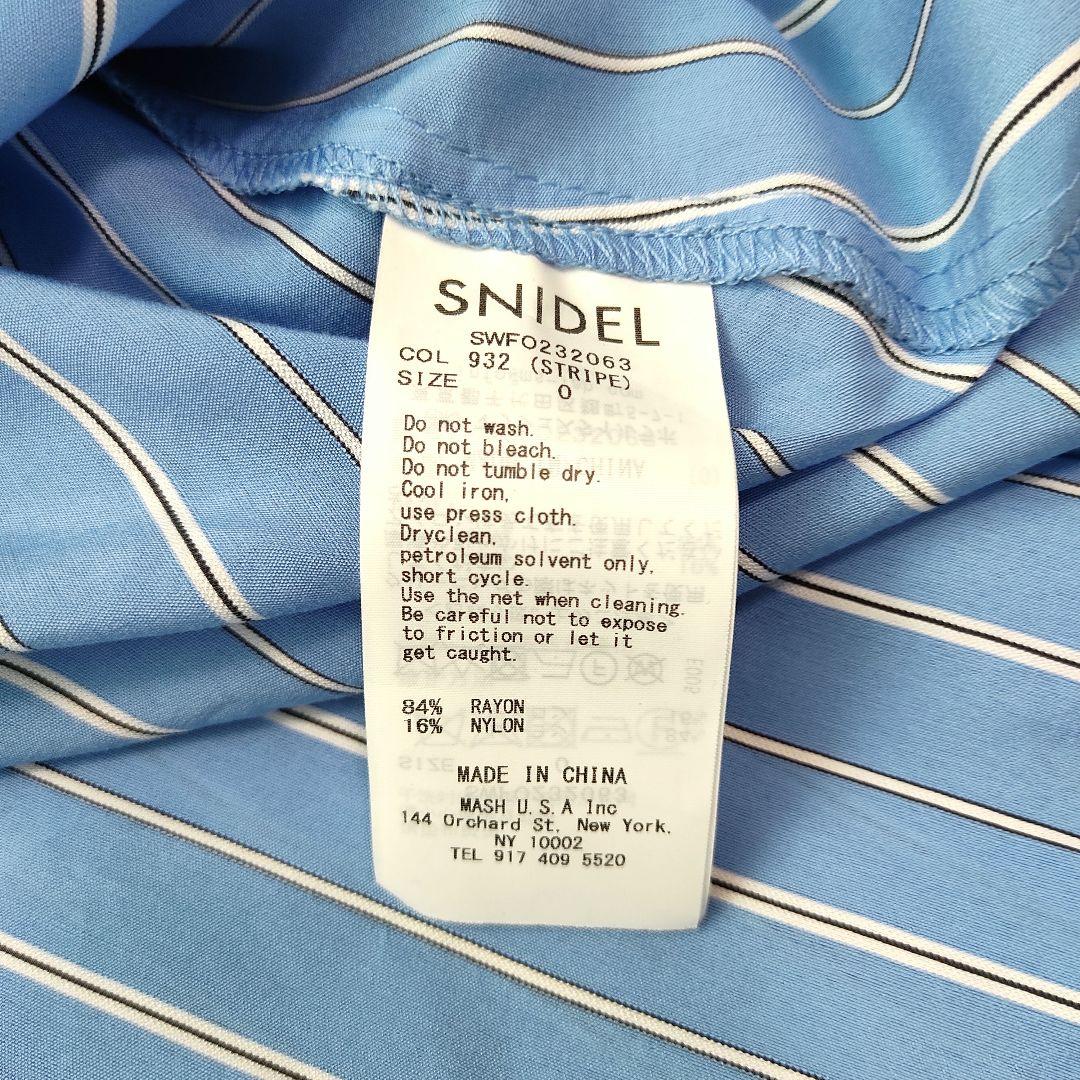 SNIDEL
SWFO232063
COL 932 (STRIPE)
SIZE 0
Do not wash.
Do not bleach.
Do not tumble dry.
Cool iron,
use press cloth.
Dryclean,
petroleum solvent only,
short cycle.
Use the net when cleaning.
Be careful not to expose
to friction or let it
get caught.
84% RAYON
16% NYLON
MADE IN CHINA
MASH U.S.A Inc
144 Orchard St, New York,
NY 10002
TEL 917 409 5520